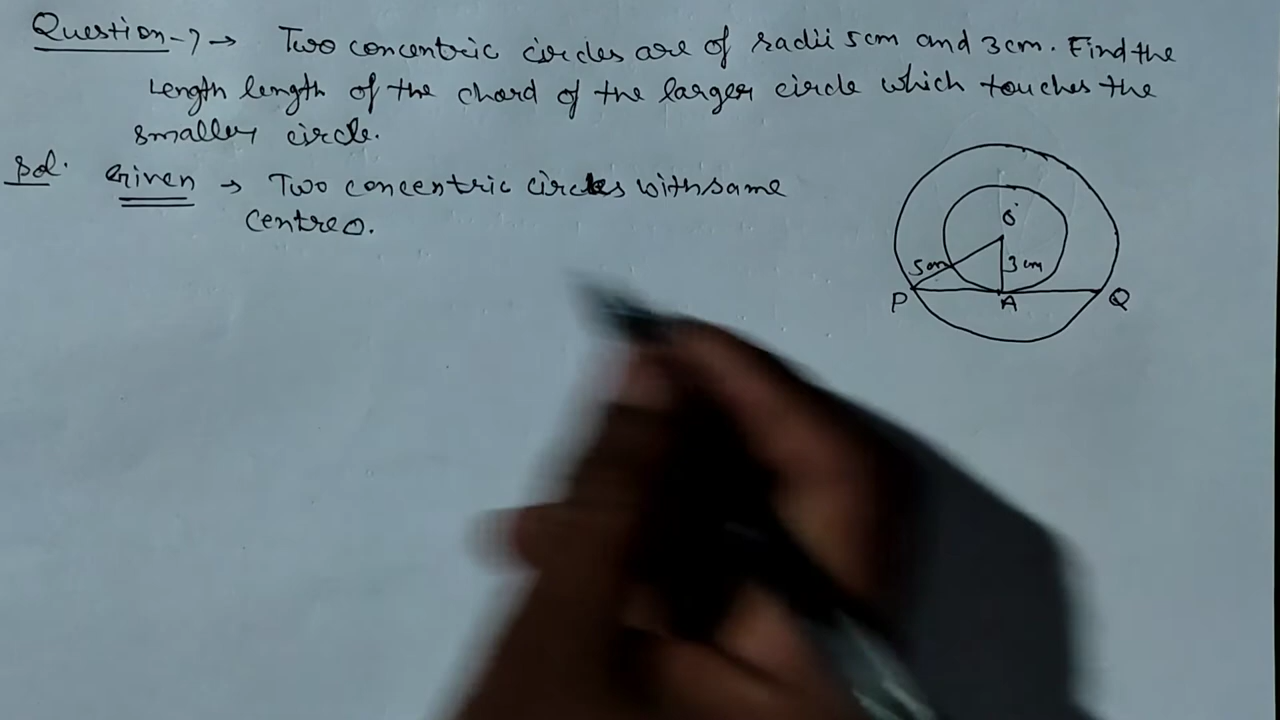 Question-7 → Two concentric circles are of radii 5cm and 3cm. Find the
Length length of the chord of the larger circle which touches the
smaller circle.
Sol. Given → Two concentric circles with same
Centre O.
O
5cm
3cm
P
A
Q